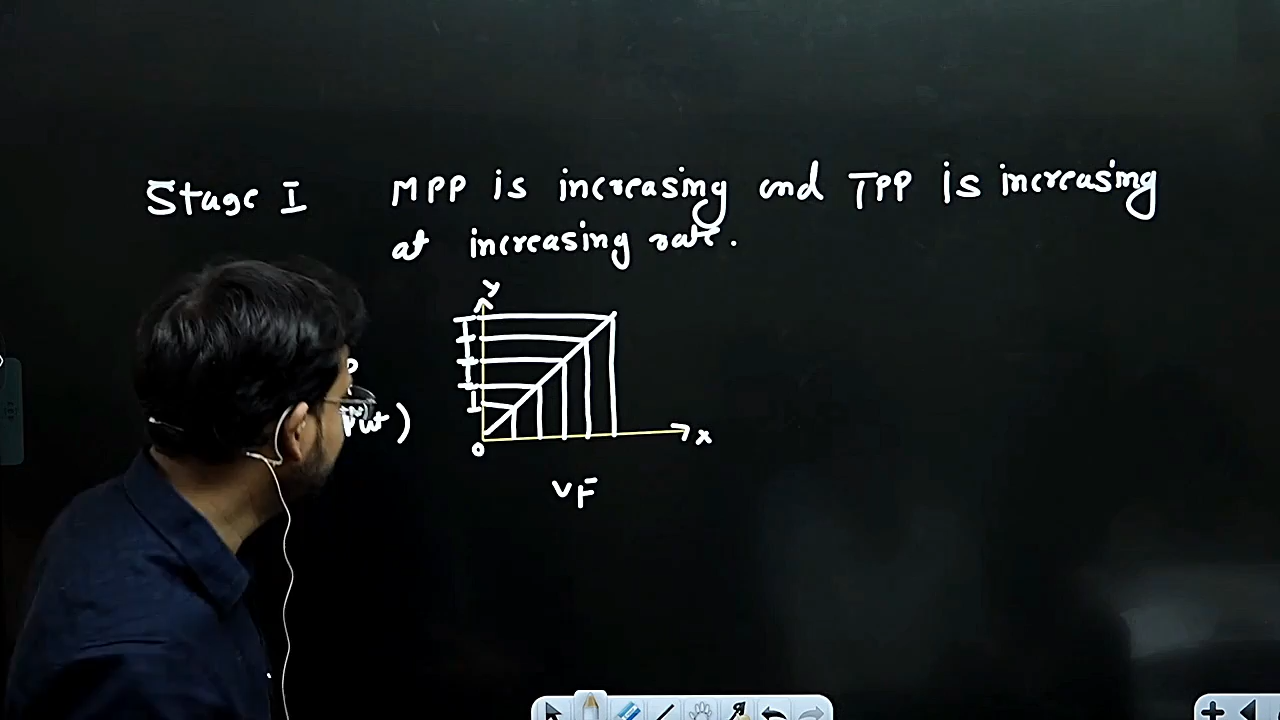 Stage I MPP is increasing and TPP is increasing
at increasing rate.
y
x
0
VF